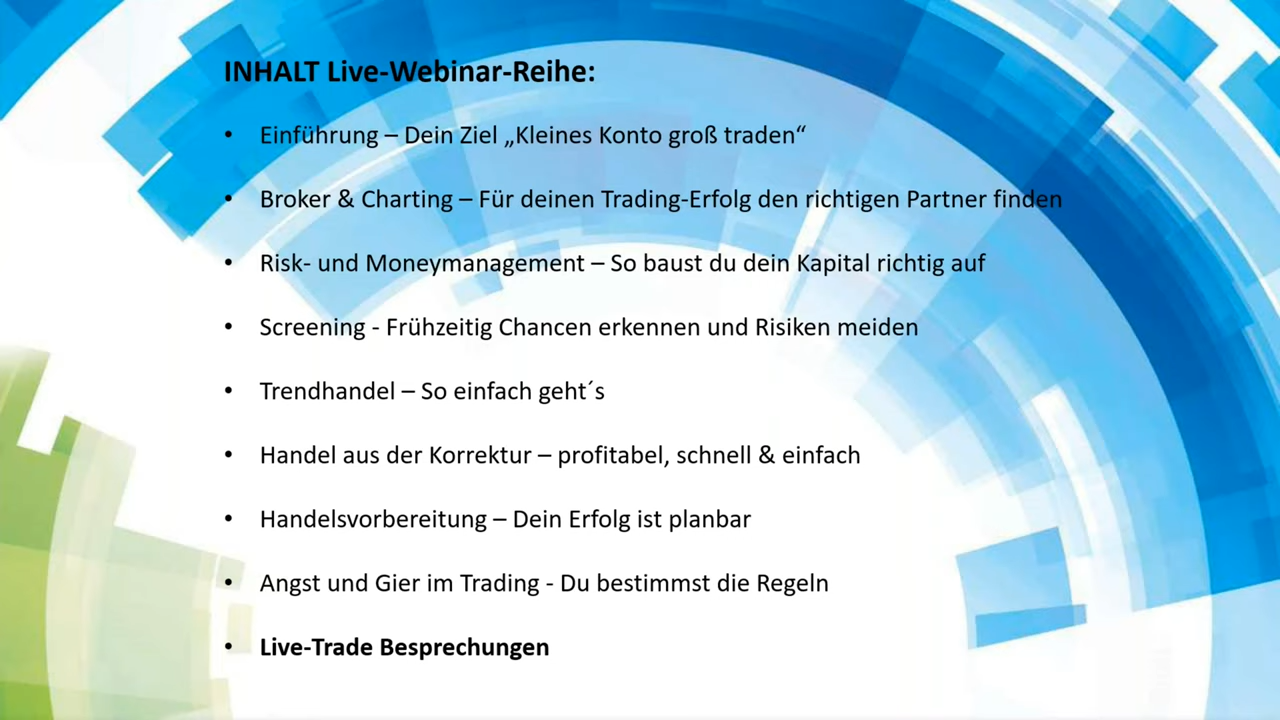 INHALT Live-Webinar-Reihe:
• Einführung – Dein Ziel „Kleines Konto groß traden“
• Broker & Charting – Für deinen Trading-Erfolg den richtigen Partner finden
• Risk- und Moneymanagement – So baust du dein Kapital richtig auf
• Screening - Frühzeitig Chancen erkennen und Risiken meiden
• Trendhandel – So einfach geht´s
• Handel aus der Korrektur – profitabel, schnell & einfach
• Handelsvorbereitung – Dein Erfolg ist planbar
• Angst und Gier im Trading - Du bestimmst die Regeln
• Live-Trade Besprechungen